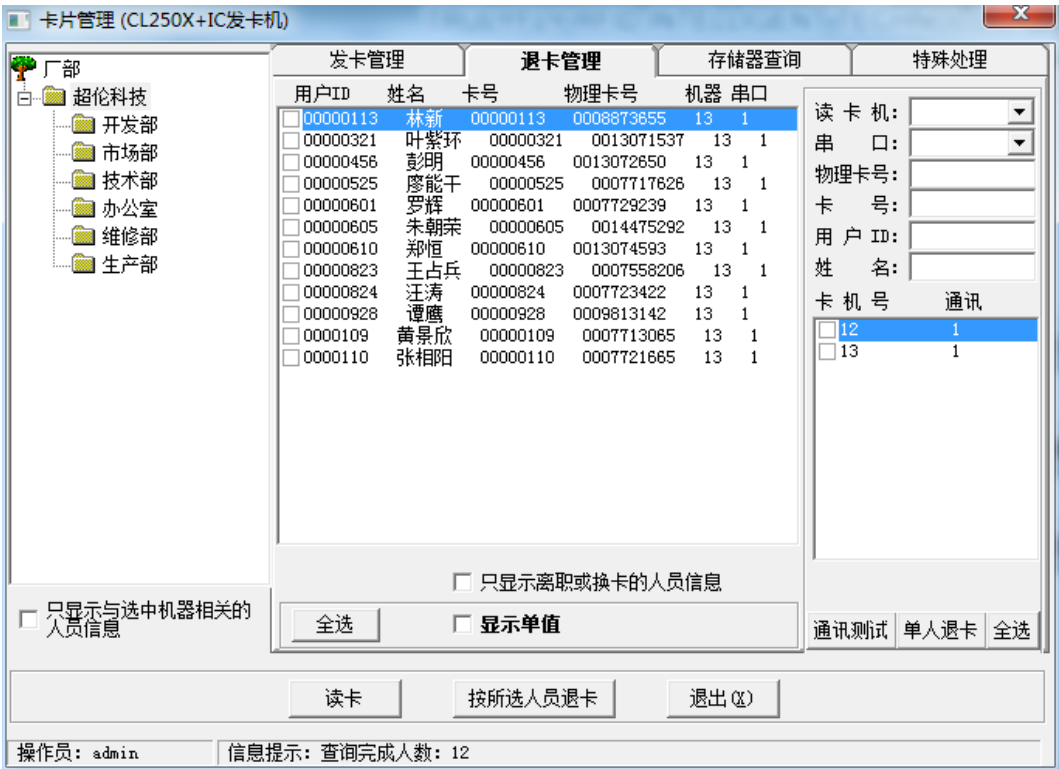 卡片管理 (CL250X+IC发卡机)
厂部
超伦科技
开发部
市场部
技术部
办公室
维修部
生产部
只显示与选中机器相关的
人员信息
发卡管理 退卡管理 存储器查询 特殊处理
用户ID 姓名 卡号 物理卡号 机器 串口
00000113 林新 00000113 0008873655 13 1
00000321 叶紫环 00000321 0013071537 13 1
00000456 彭明 00000456 0013072650 13 1
00000525 廖能干 00000525 0007717626 13 1
00000601 罗辉 00000601 0007729239 13 1
00000605 朱朝荣 00000605 0014475292 13 1
00000610 郑恒 00000610 0013074593 13 1
00000823 王占兵 00000823 0007558206 13 1
00000824 汪涛 00000824 0007723422 13 1
00000928 谭鹰 00000928 0009813142 13 1
0000109 黄景欣 00000109 0007713065 13 1
0000110 张相阳 00000110 0007721665 13 1
只显示离职或换卡的人员信息
全选 显示单值
读卡机:
串口:
物理卡号:
卡号:
用户ID:
姓名:
卡机号 通讯
12 1
13 1
通讯测试 单人退卡 全选
读卡 按所选人员退卡 退出(X)
操作员: admin 信息提示: 查询完成人数: 12